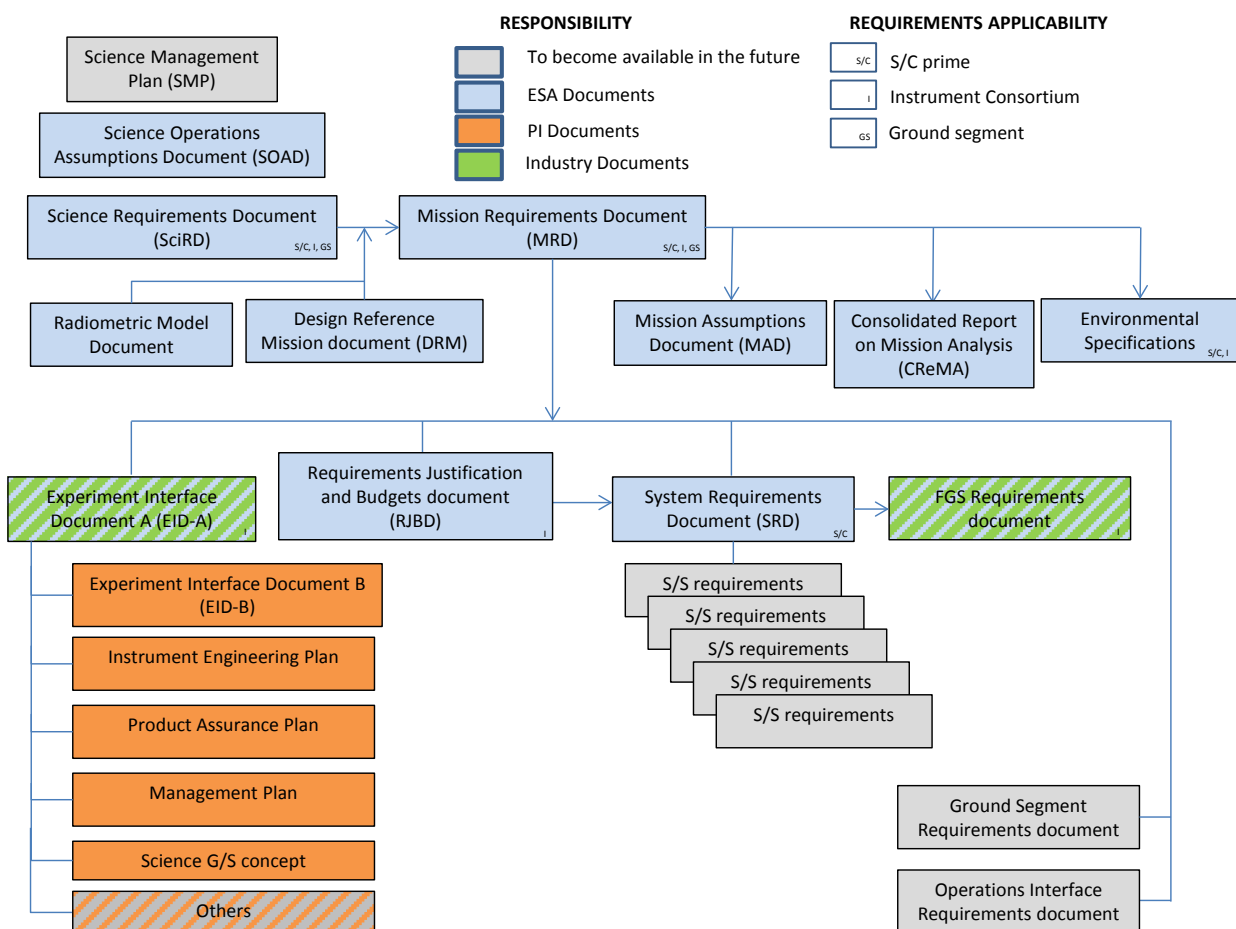 RESPONSIBILITY
REQUIREMENTS APPLICABILITY
Science Management
Plan (SMP)
To become available in the future
ESA Documents
PI Documents
Industry Documents
S/C
S/C prime
I
Instrument Consortium
GS
Ground segment
Science Operations
Assumptions Document (SOAD)
Science Requirements Document
(SciRD)
S/C, I, GS
Mission Requirements Document
(MRD)
S/C, I, GS
Radiometric Model
Document
Design Reference
Mission document (DRM)
Mission Assumptions
Document (MAD)
Consolidated Report
on Mission Analysis
(CReMA)
Environmental
Specifications
S/C, I
Experiment Interface
Document A (EID-A)
I
Requirements Justification
and Budgets document
(RJBD)
I
System Requirements
Document (SRD)
S/C
FGS Requirements
document
I
Experiment Interface Document B
(EID-B)
Instrument Engineering Plan
Product Assurance Plan
Management Plan
Science G/S concept
Others
S/S requirements
S/S requirements
S/S requirements
S/S requirements
S/S requirements
Ground Segment
Requirements document
Operations Interface
Requirements document